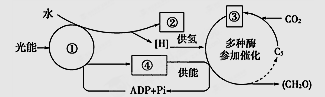 水
②
③
CO₂
光能
①
[H]
供氢
多种酶
参加催化
C₅
④
供能
ADP+Pi
(CH₂O)